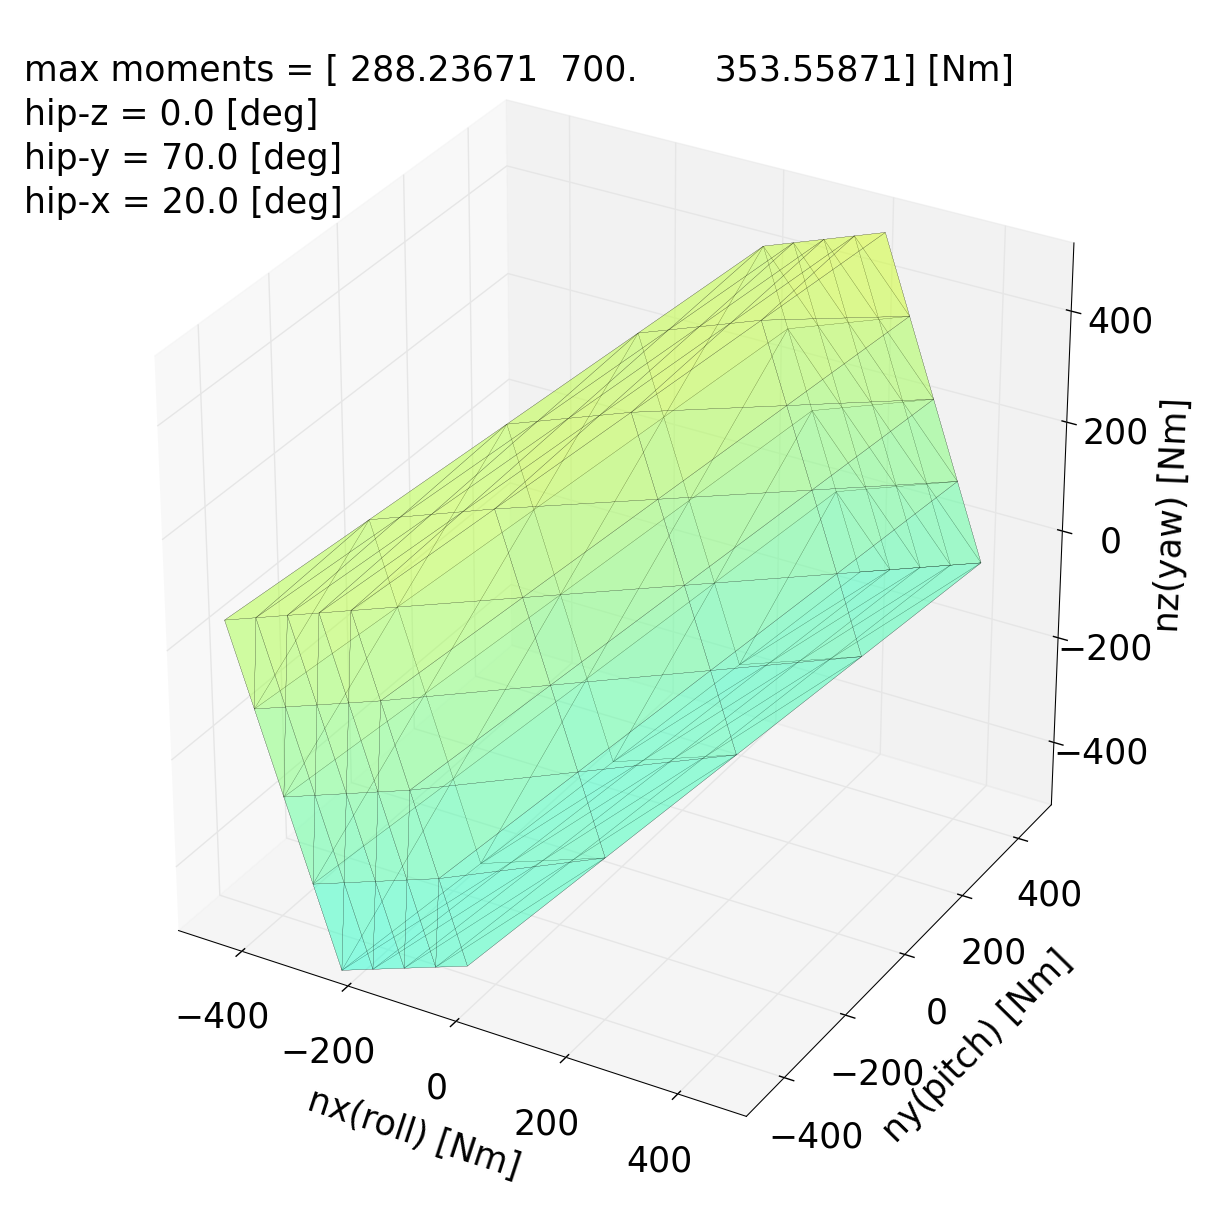 max moments = [ 288.23671  700.       353.55871] [Nm]
hip-z = 0.0 [deg]
hip-y = 70.0 [deg]
hip-x = 20.0 [deg]
400
200
0
−200
−400
nz(yaw) [Nm]
400
200
0
−200
−400
ny(pitch) [Nm]
−400
−200
0
200
400
nx(roll) [Nm]